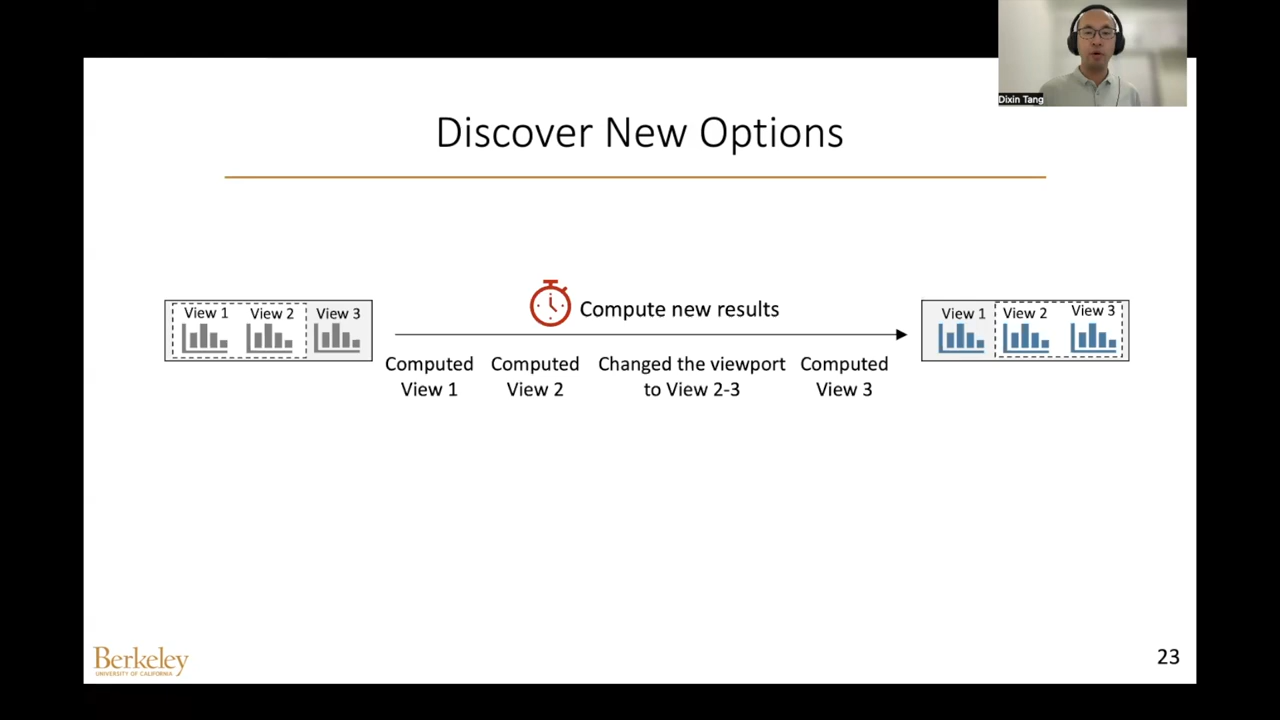 Dixin Tang
Discover New Options
View 1 View 2 View 3
Compute new results
View 1 View 2 View 3
Computed View 1
Computed View 2
Changed the viewport to View 2-3
Computed View 3
Berkeley
UNIVERSITY OF CALIFORNIA
23